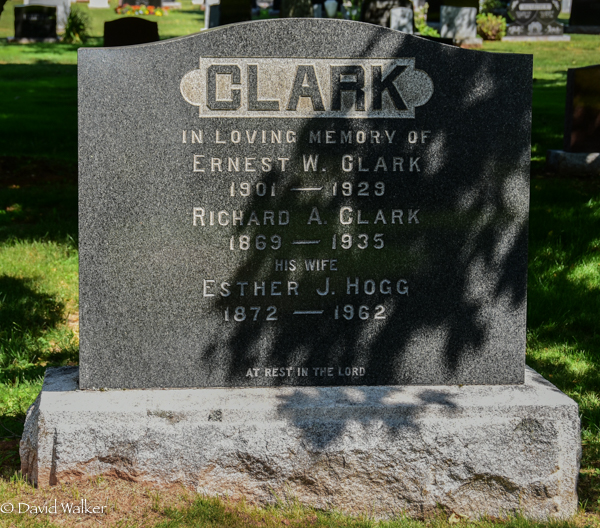 CLARK
IN LOVING MEMORY OF
ERNEST W. CLARK
1901 — 1929
RICHARD A. CLARK
1869 — 1935
HIS WIFE
ESTHER J. HOGG
1872 — 1962
AT REST IN THE LORD
© David Walker